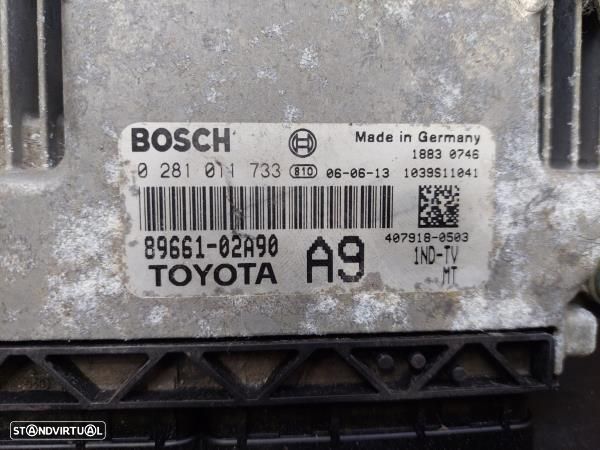 BOSCH
Made in Germany
1883 0746
0 281 011 733 810 06-06-13 1039S11041
89661-02A90
407918-0503
TOYOTA A9
1ND-TV
MT
STANDVIRTUAL